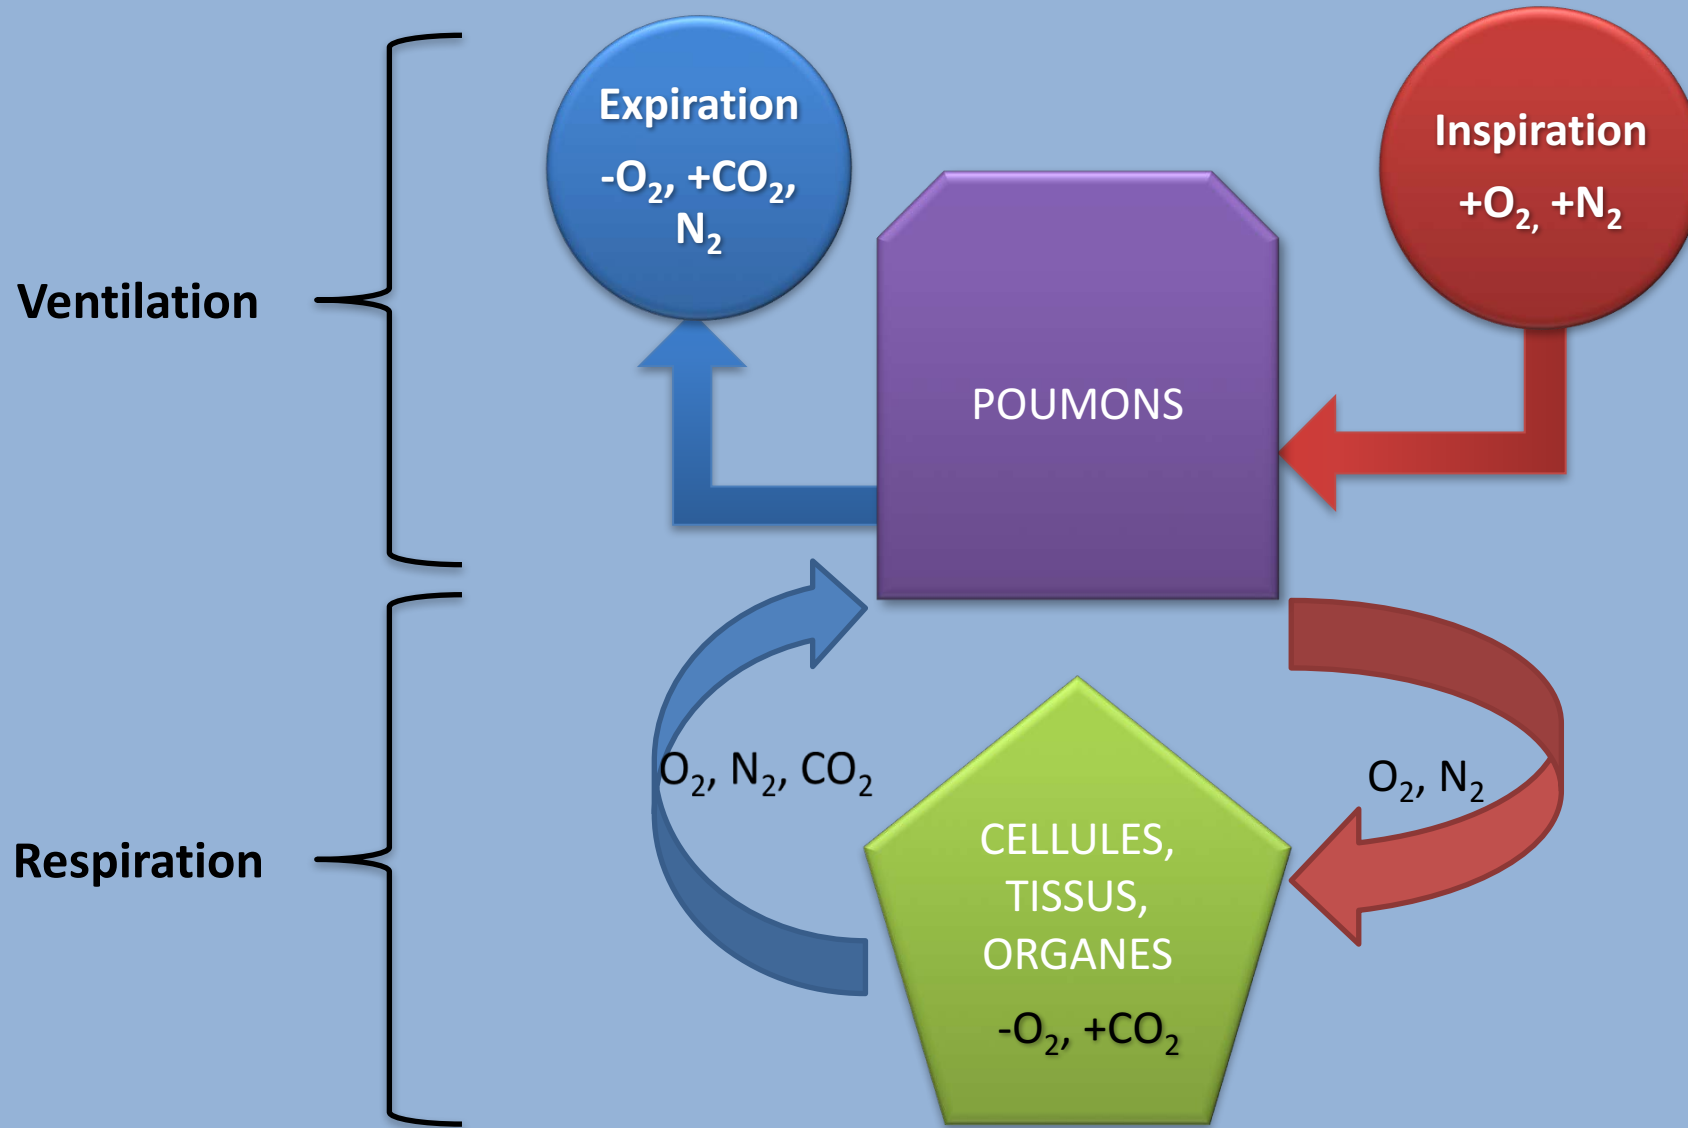 Expiration
-O₂, +CO₂,
N₂
Inspiration
+O₂, +N₂
Ventilation
POUMONS
O₂, N₂, CO₂
O₂, N₂
Respiration
CELLULES,
TISSUS,
ORGANES
-O₂, +CO₂